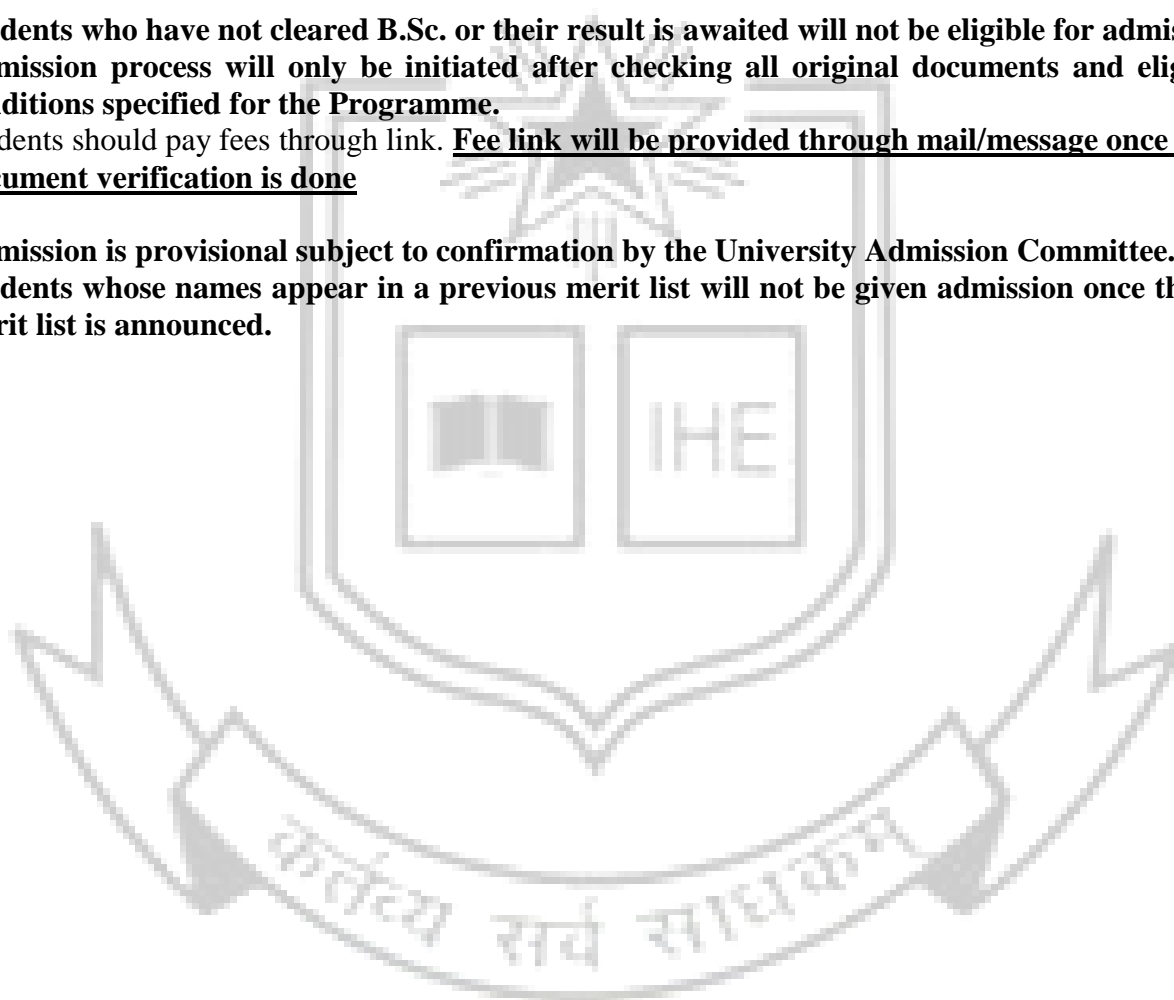 dents who have not cleared B.Sc. or their result is awaited will not be eligible for admis
mission process will only be initiated after checking all original documents and elig
nditions specified for the Programme.
dents should pay fees through link. Fee link will be provided through mail/message once
cument verification is done
mission is provisional subject to confirmation by the University Admission Committee.
dents whose names appear in a previous merit list will not be given admission once th
rit list is announced.
IHE
कर्तव्य सर्व साधकम